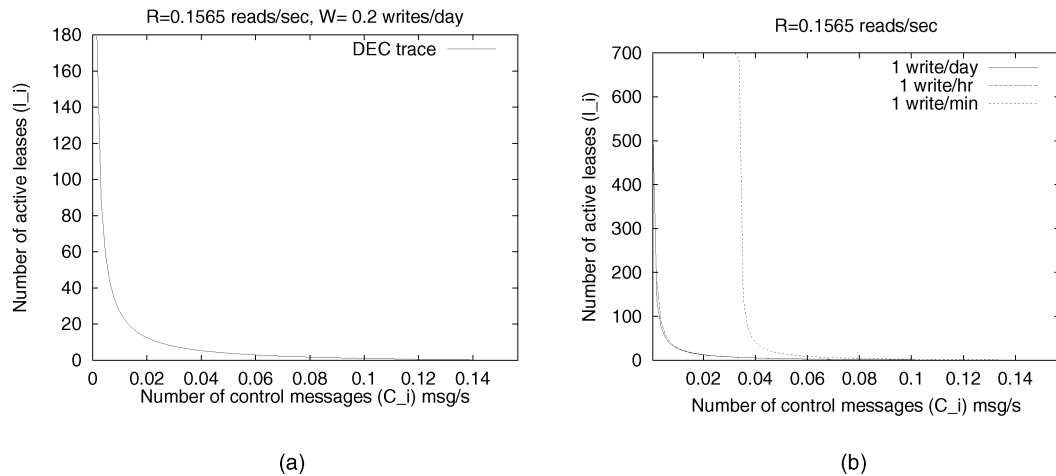 R=0.1565 reads/sec, W= 0.2 writes/day
180
160
140
120
100
80
60
40
20
0
Number of active leases (l_i)
DEC trace
0 0.02 0.04 0.06 0.08 0.1 0.12 0.14
Number of control messages (C_i) msg/s
(a)
R=0.1565 reads/sec
700
600
500
400
300
200
100
0
Number of active leases (l_i)
1 write/day
1 write/hr
1 write/min
0.02 0.04 0.06 0.08 0.1 0.12 0.14
Number of control messages (C_i) msg/s
(b)